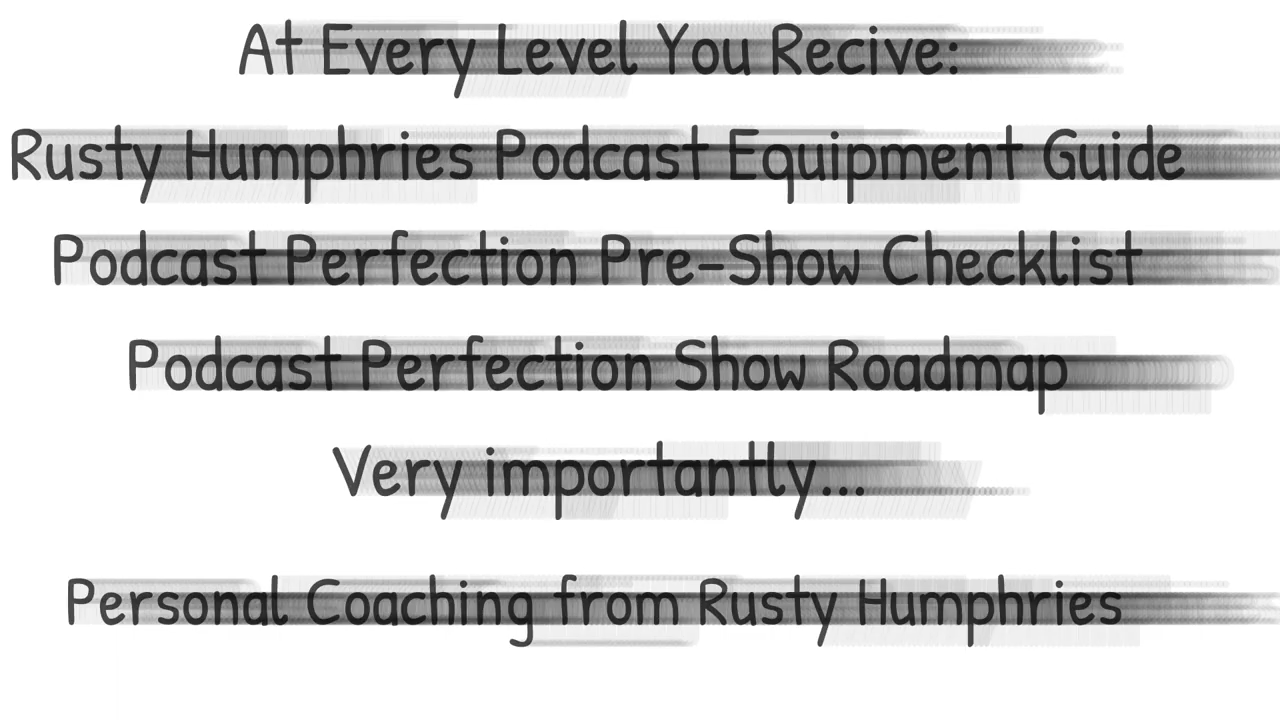 At Every Level You Recive:
Rusty Humphries Podcast Equipment Guide
Podcast Perfection Pre-Show Checklist
Podcast Perfection Show Roadmap
Very importantly...
Personal Coaching from Rusty Humphries